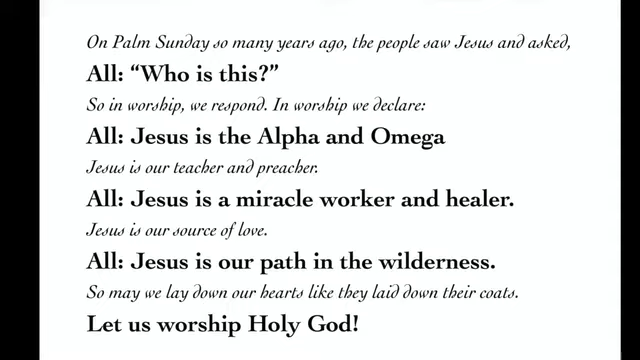 On Palm Sunday so many years ago, the people saw Jesus and asked,
All: “Who is this?”
So in worship, we respond. In worship we declare:
All: Jesus is the Alpha and Omega
Jesus is our teacher and preacher.
All: Jesus is a miracle worker and healer.
Jesus is our source of love.
All: Jesus is our path in the wilderness.
So may we lay down our hearts like they laid down their coats.
Let us worship Holy God!